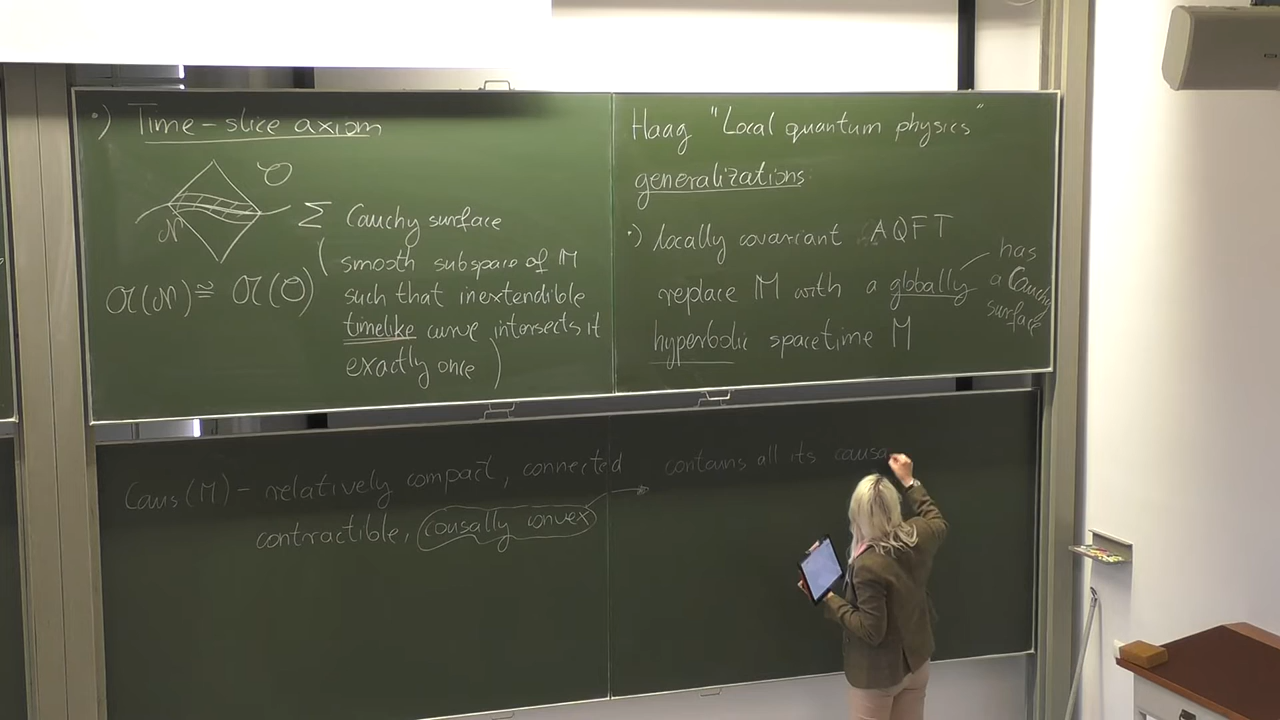 ·) Time-slice axiom
O
N
Σ Cauchy surface
(smooth subspace of M
such that inextendible
timelike curve intersects it
exactly once)
𝔄(N) ≅ 𝔄(O)
Haag "Local quantum physics"
generalizations:
·) locally covariant AQFT
replace M with a globally
hyperbolic spacetime M
has
a Cauchy
surface
Caus(M) - relatively compact, connected
contractible, causally convex
→ contains all its causa